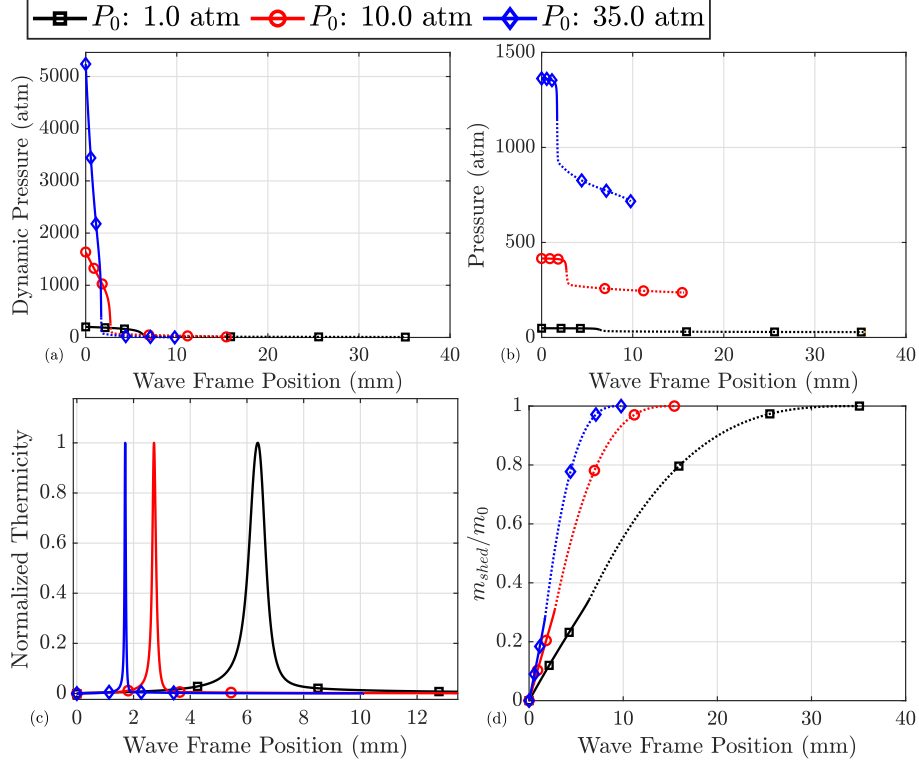 P₀: 1.0 atm P₀: 10.0 atm P₀: 35.0 atm
5000
4000
3000
2000
1000
0
Dynamic Pressure (atm)
(a)
0 10 20 30 40
Wave Frame Position (mm)
1500
1000
500
0
Pressure (atm)
(b)
0 10 20 30 40
Wave Frame Position (mm)
1
0.8
0.6
0.4
0.2
0
Normalized Thermicity
(c)
0 2 4 6 8 10 12
Wave Frame Position (mm)
1
0.8
0.6
0.4
0.2
0
m_shed/m₀
(d)
0 10 20 30 40
Wave Frame Position (mm)